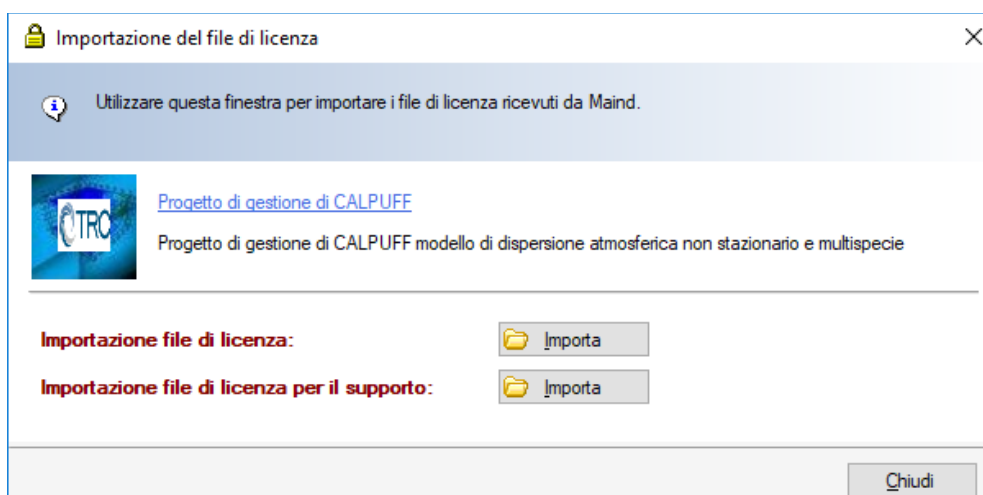 Importazione del file di licenza
Utilizzare questa finestra per importare i file di licenza ricevuti da Maind.
TRC
Progetto di gestione di CALPUFF
Progetto di gestione di CALPUFF modello di dispersione atmosferica non stazionario e multispecie
Importazione file di licenza: Importa
Importazione file di licenza per il supporto: Importa
Chiudi